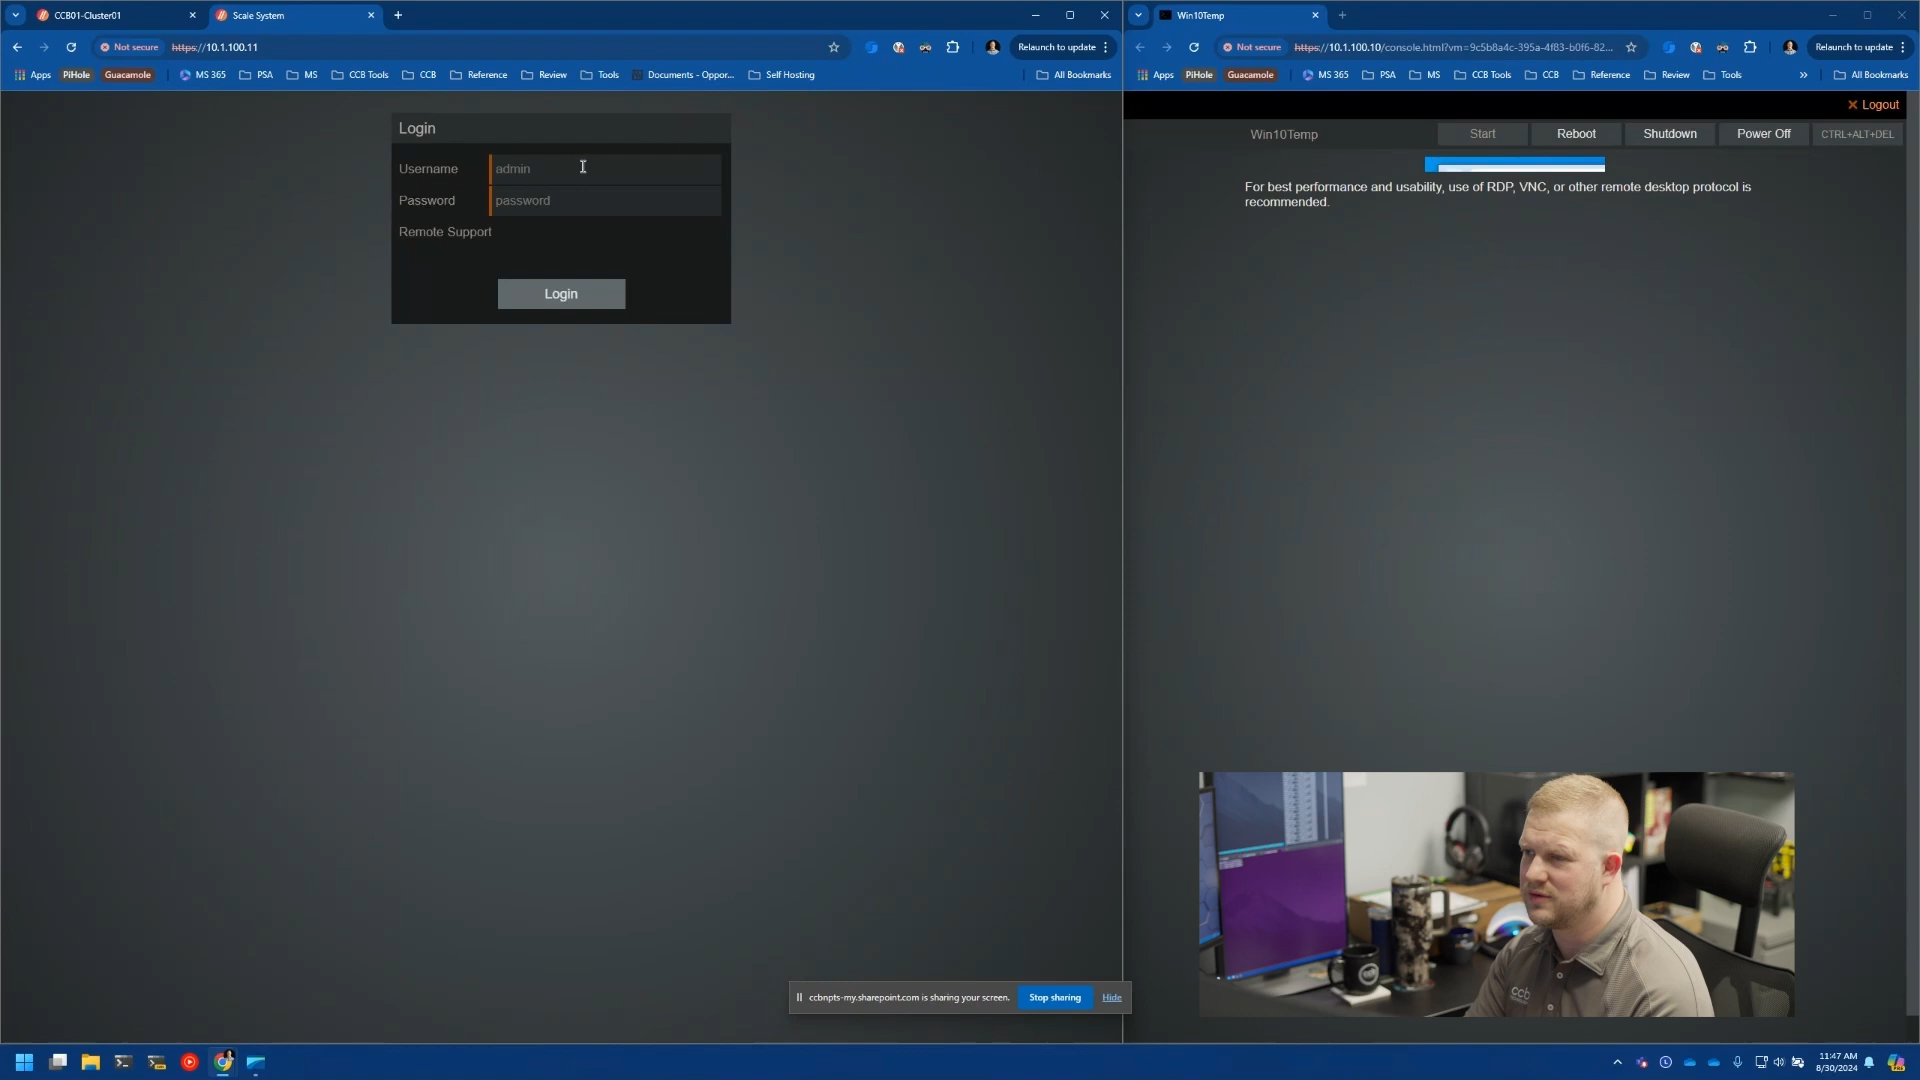 CCB01-Cluster01
Scale System
Not secure
https://10.1.100.11
Relaunch to update
Apps
PiHole
Guacamole
MS 365
PSA
MS
CCB Tools
CCB
Reference
Review
Tools
Documents - Oppor...
Self Hosting
All Bookmarks
Login
Username
admin
Password
password
Remote Support
Login
Win10Temp
Not secure
https://10.1.100.10/console.html?vm=9c5b8a4c-395a-4f83-b0f6-82...
Relaunch to update
Apps
PiHole
Guacamole
MS 365
PSA
MS
CCB Tools
CCB
Reference
Review
Tools
»
All Bookmarks
Logout
Win10Temp
Start
Reboot
Shutdown
Power Off
CTRL+ALT+DEL
For best performance and usability, use of RDP, VNC, or other remote desktop protocol is
recommended.
ccb
ccbnpts-my.sharepoint.com is sharing your screen.
Stop sharing
Hide
11:47 AM
8/30/2024